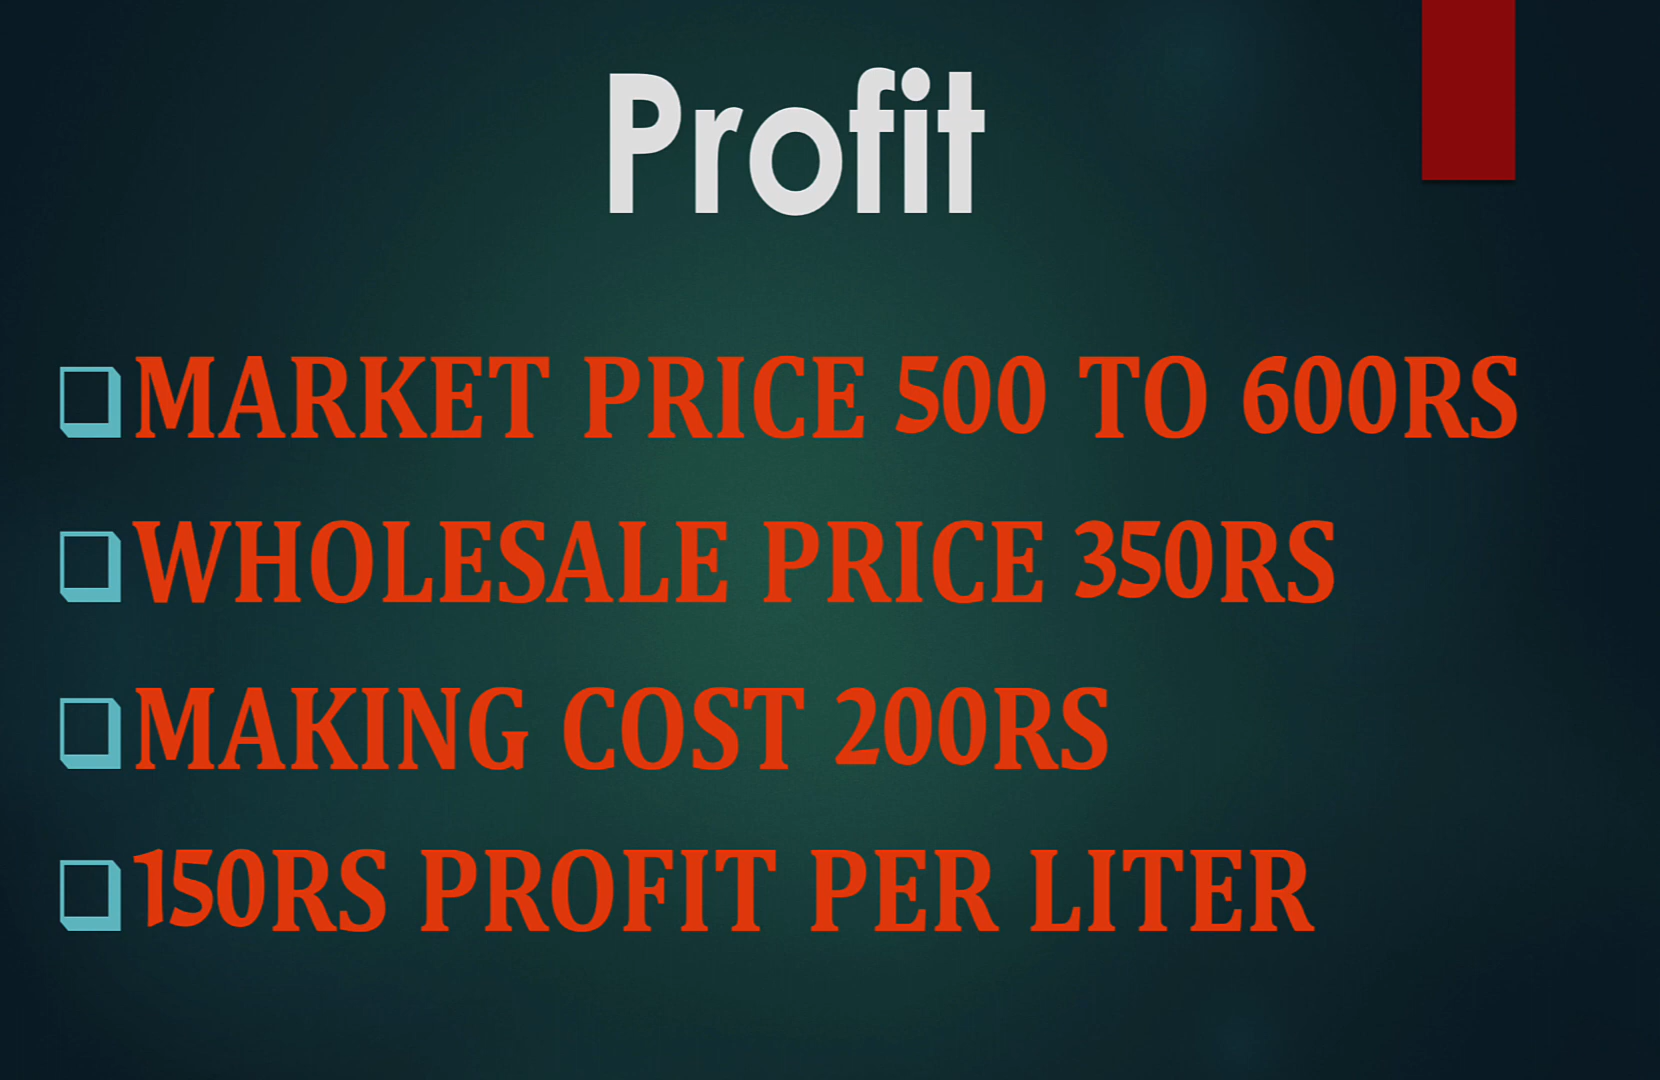 Profit
MARKET PRICE 500 TO 600RS
WHOLESALE PRICE 350RS
MAKING COST 200RS
150RS PROFIT PER LITER